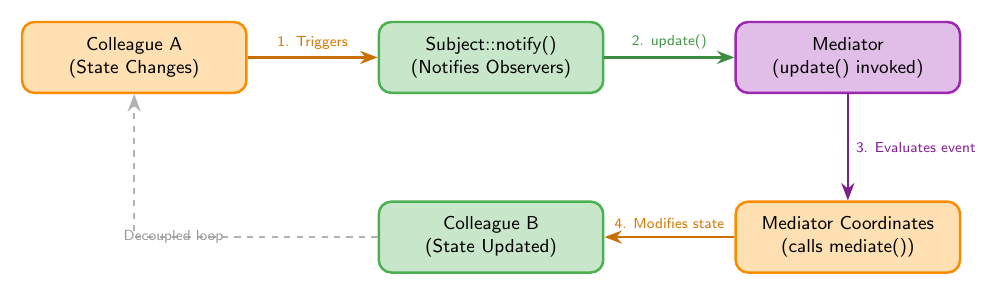 Colleague A
(State Changes)
1. Triggers
Subject::notify()
(Notifies Observers)
2. update()
Mediator
(update() invoked)
3. Evaluates event
Mediator Coordinates
(calls mediate())
4. Modifies state
Colleague B
(State Updated)
Decoupled loop